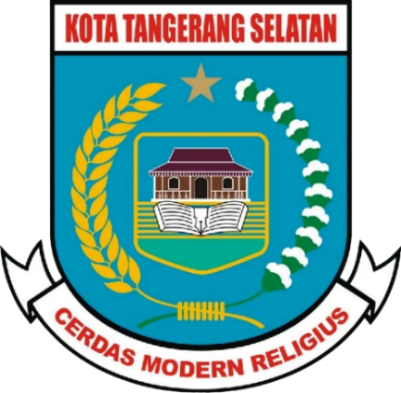 KOTA TANGERANG SELATAN
CERDAS MODERN RELIGIUS